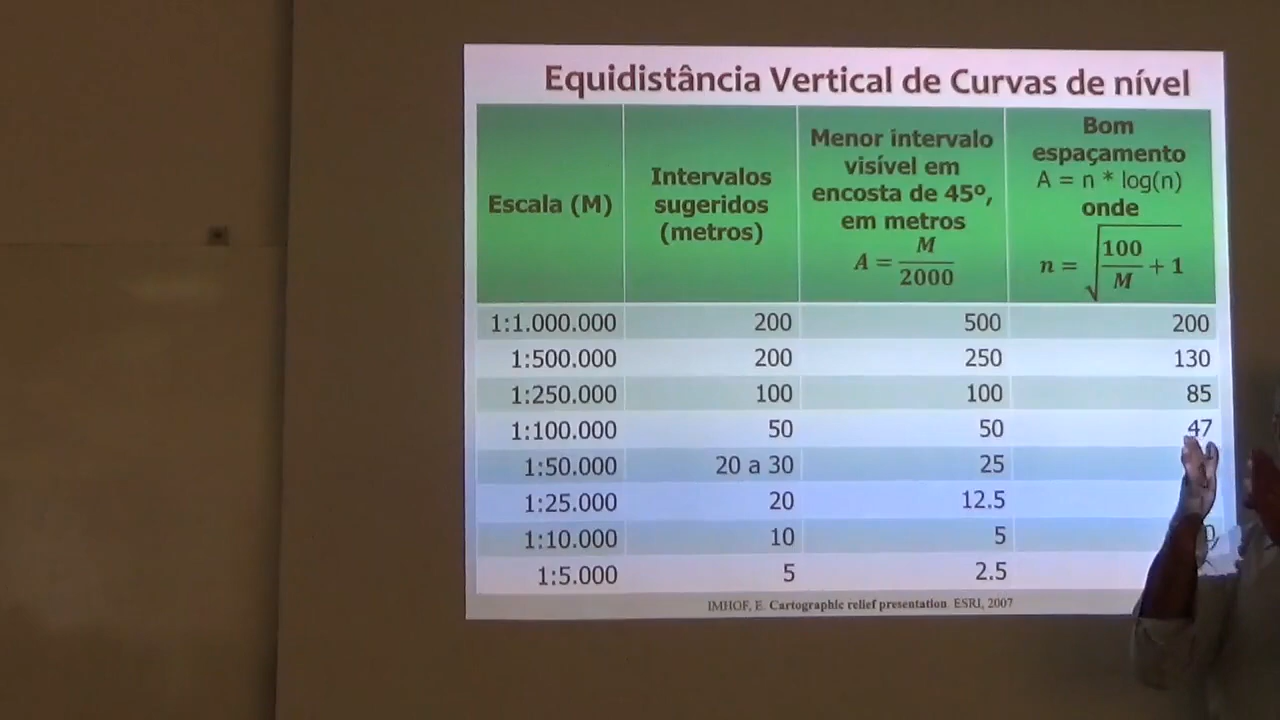 Equidistância Vertical de Curvas de nível
Escala (M)
Intervalos
sugeridos
(metros)
Menor intervalo
visível em
encosta de 45º,
em metros
A = M/2000
Bom
espaçamento
A = n * log(n)
onde
n = √(100/M + 1)
1:1.000.000 200 500 200
1:500.000 200 250 130
1:250.000 100 100 85
1:100.000 50 50 47
1:50.000 20 a 30 25
1:25.000 20 12.5
1:10.000 10 5
1:5.000 5 2.5
IMHOF, E. Cartographic relief presentation. ESRI, 2007